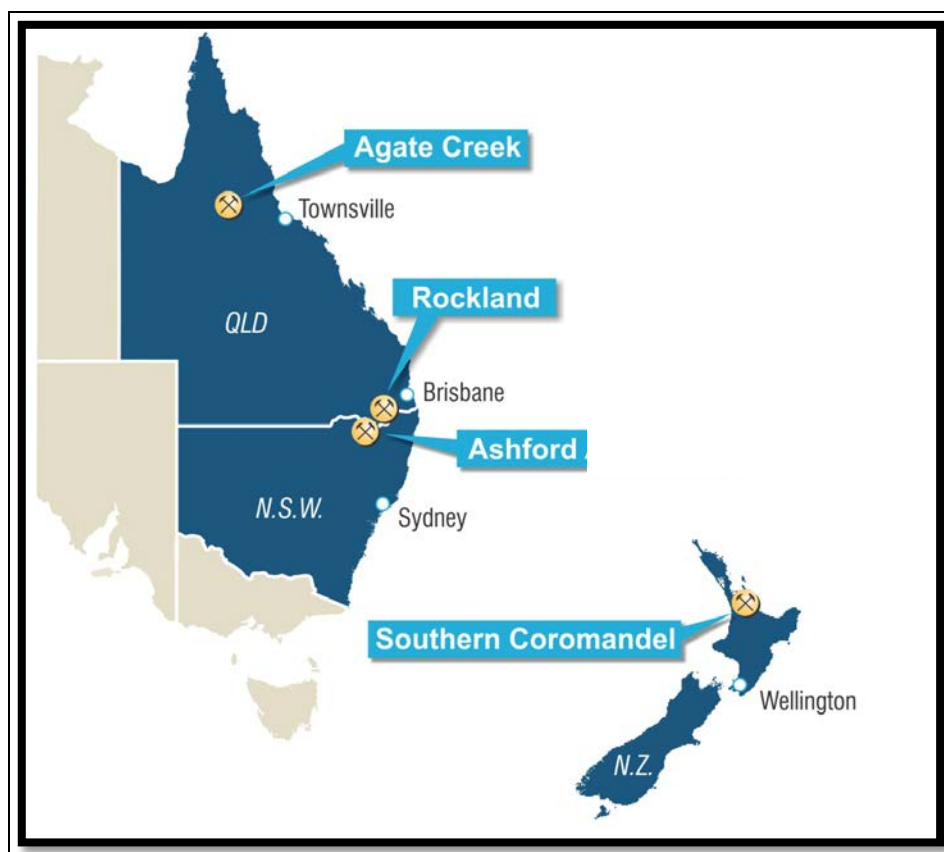 Agate Creek
Townsville
Rockland
QLD
Brisbane
Ashford
N.S.W.
Sydney
Southern Coromandel
Wellington
N.Z.